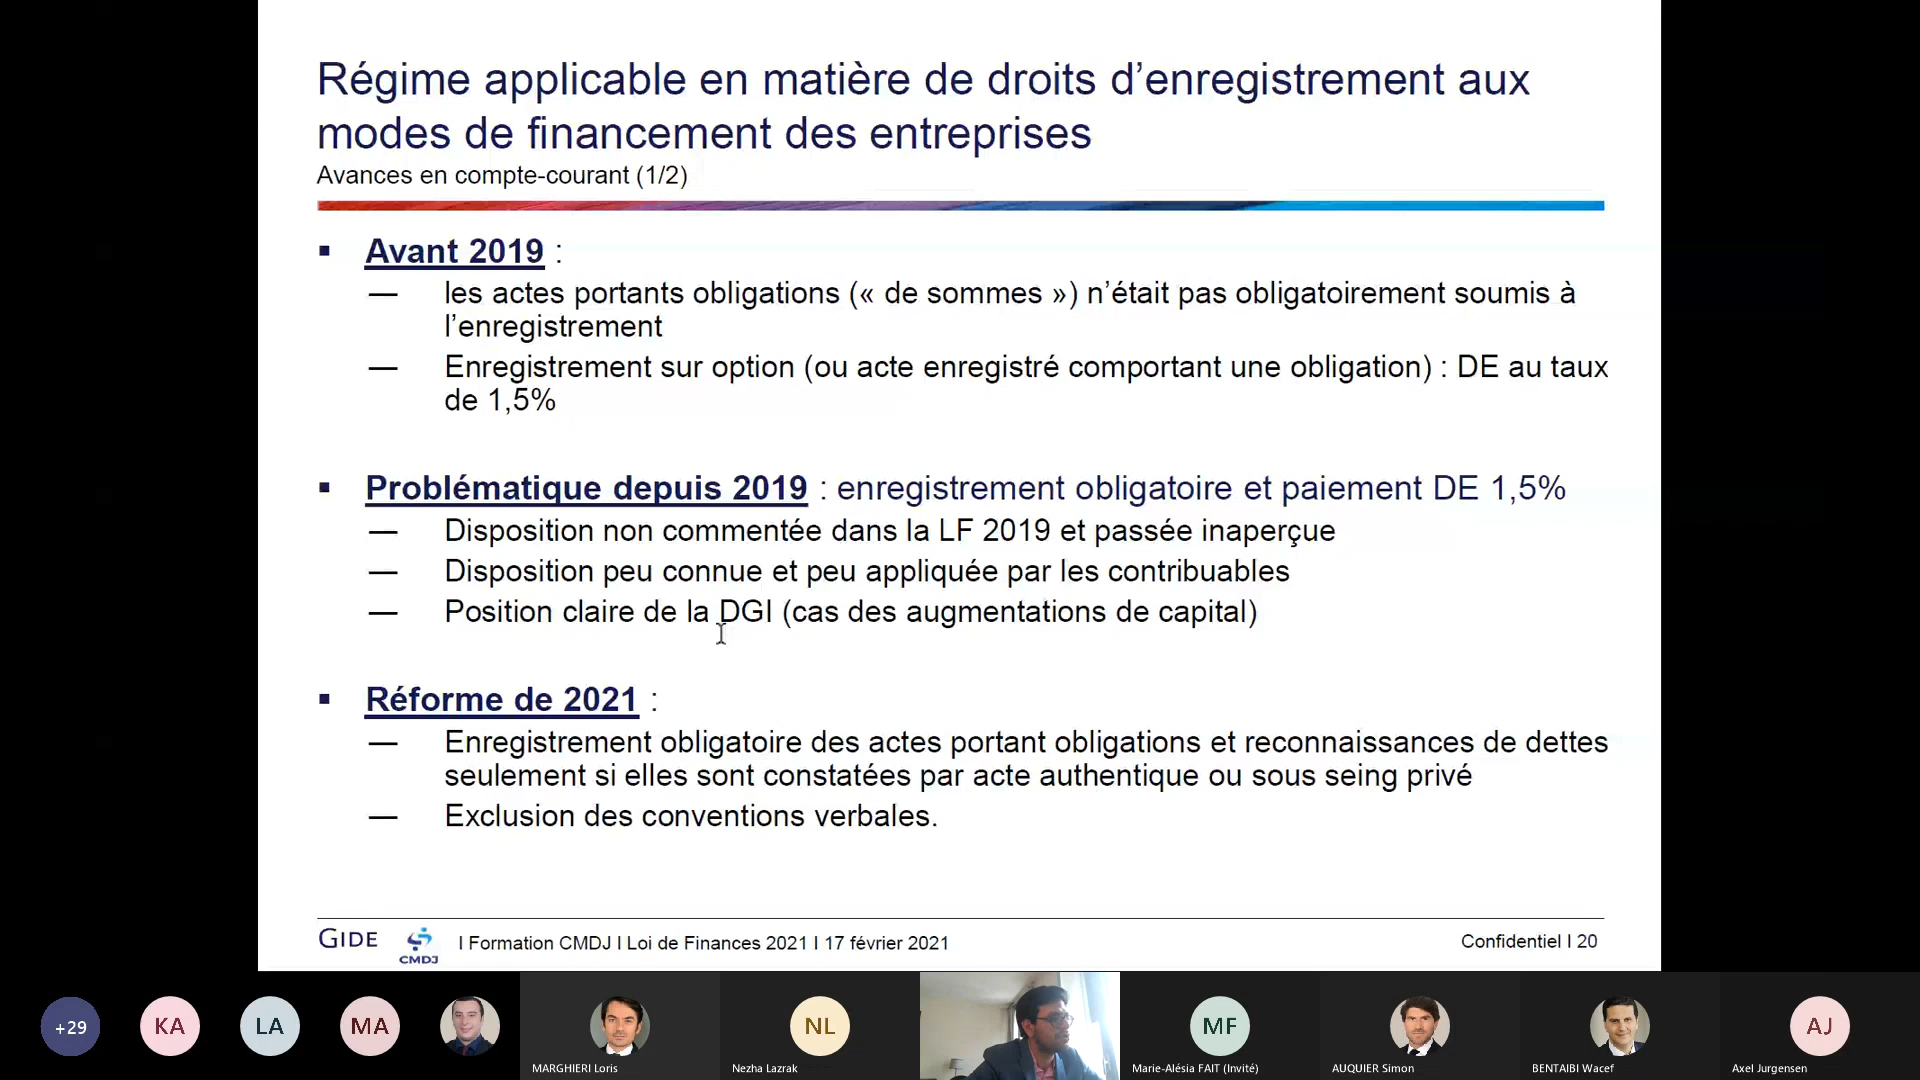 Régime applicable en matière de droits d’enregistrement aux
modes de financement des entreprises
Avances en compte-courant (1/2)
▪ Avant 2019 :
— les actes portants obligations (« de sommes ») n’était pas obligatoirement soumis à
l’enregistrement
— Enregistrement sur option (ou acte enregistré comportant une obligation) : DE au taux
de 1,5%
▪ Problématique depuis 2019 : enregistrement obligatoire et paiement DE 1,5%
— Disposition non commentée dans la LF 2019 et passée inaperçue
— Disposition peu connue et peu appliquée par les contribuables
— Position claire de la DGI (cas des augmentations de capital)
▪ Réforme de 2021 :
— Enregistrement obligatoire des actes portant obligations et reconnaissances de dettes
seulement si elles sont constatées par acte authentique ou sous seing privé
— Exclusion des conventions verbales.
GIDE CMDJ I Formation CMDJ I Loi de Finances 2021 I 17 février 2021 Confidentiel I 20
+29 KA LA MA NL MF AJ
MARGHIERI Loris Nezha Lazrak Marie-Alésia FAIT (Invité) AUQUIER Simon BENTAIBI Wacef Axel Jurgensen